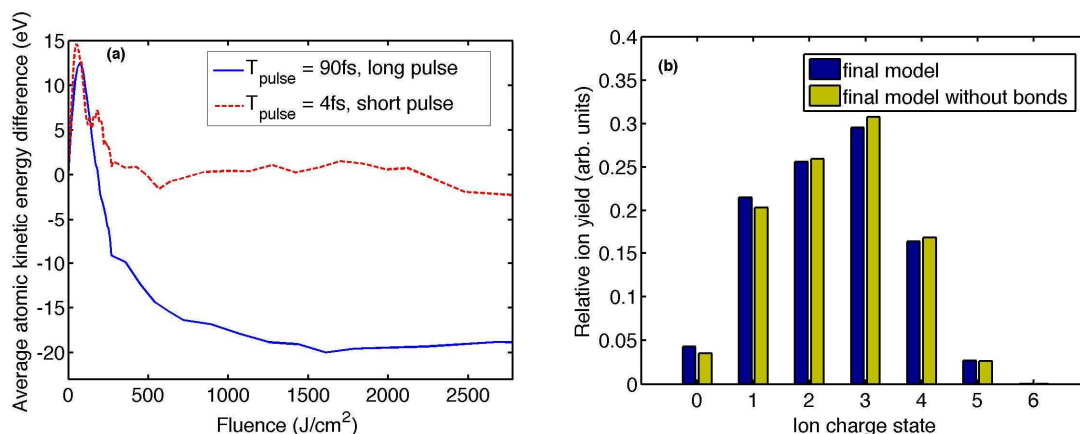 Average atomic kinetic energy difference (eV)
15
10
5
0
-5
-10
-15
-20
(a)
T_pulse = 90fs, long pulse
T_pulse = 4fs, short pulse
0 500 1000 1500 2000 2500
Fluence (J/cm²)
Relative ion yield (arb. units)
0.4
0.35
0.3
0.25
0.2
0.15
0.1
0.05
0
(b)
final model
final model without bonds
0 1 2 3 4 5 6
Ion charge state